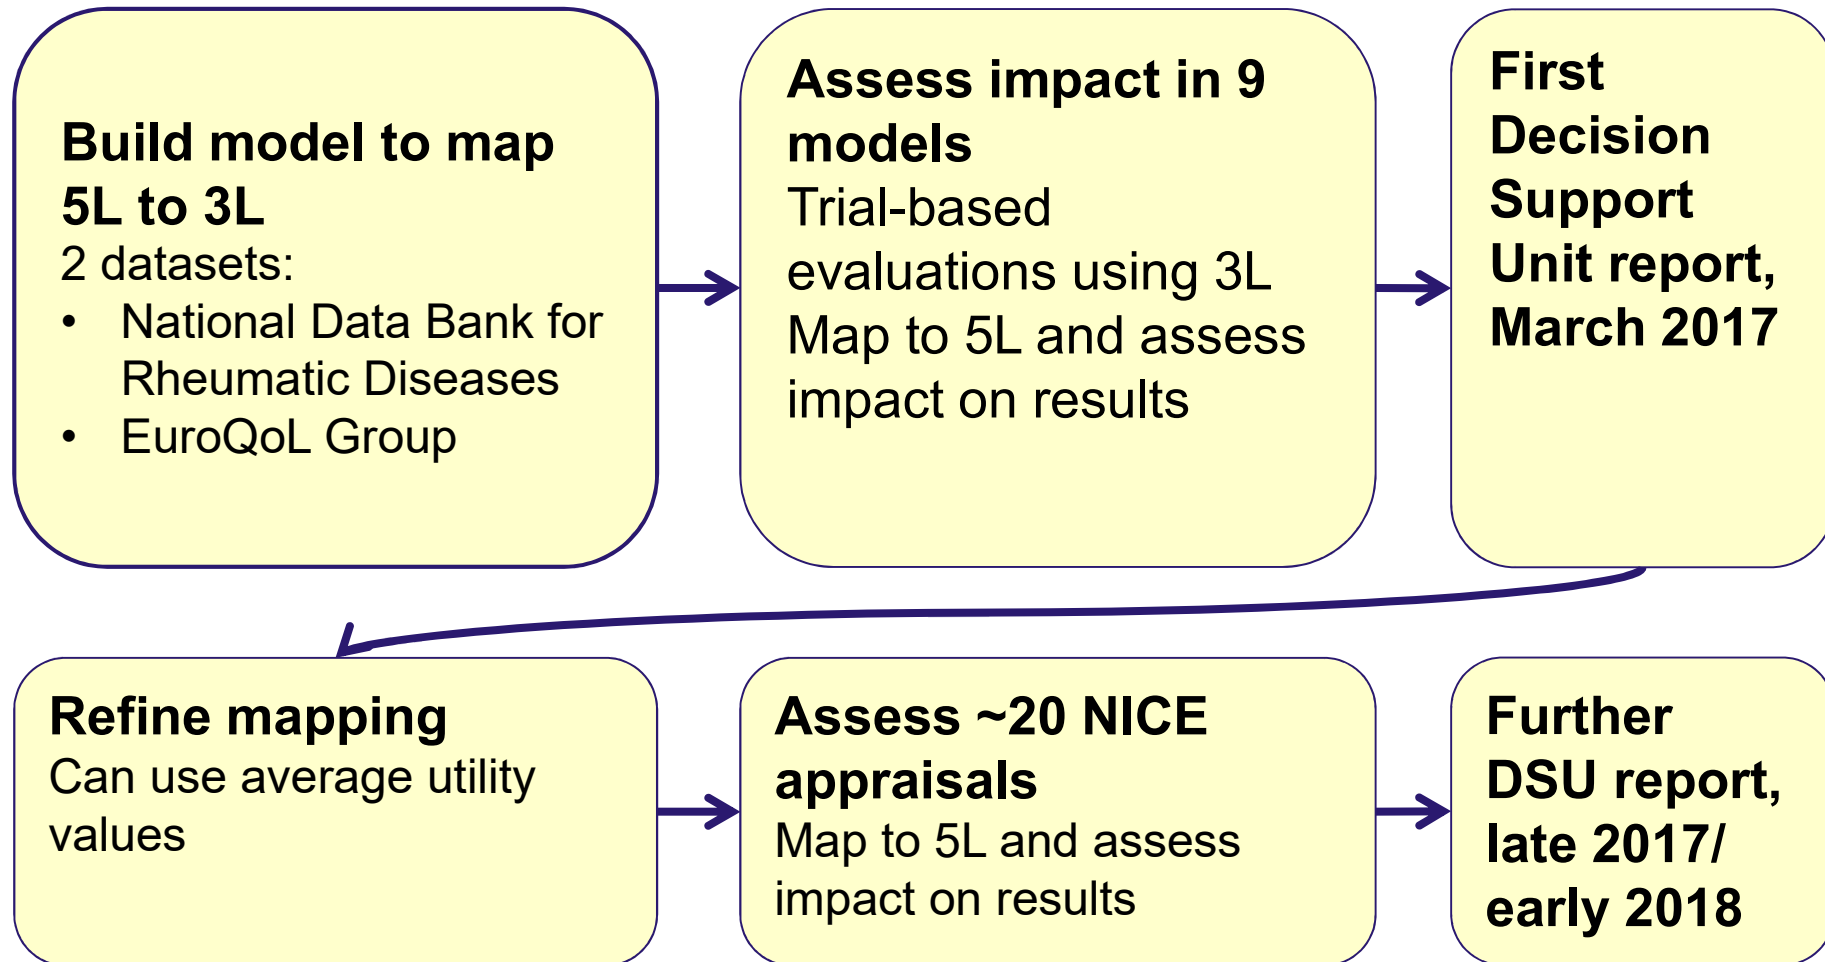 Build model to map
5L to 3L
2 datasets:
• National Data Bank for
Rheumatic Diseases
• EuroQoL Group
Assess impact in 9
models
Trial-based
evaluations using 3L
Map to 5L and assess
impact on results
First
Decision
Support
Unit report,
March 2017
Refine mapping
Can use average utility
values
Assess ~20 NICE
appraisals
Map to 5L and assess
impact on results
Further
DSU report,
late 2017/
early 2018